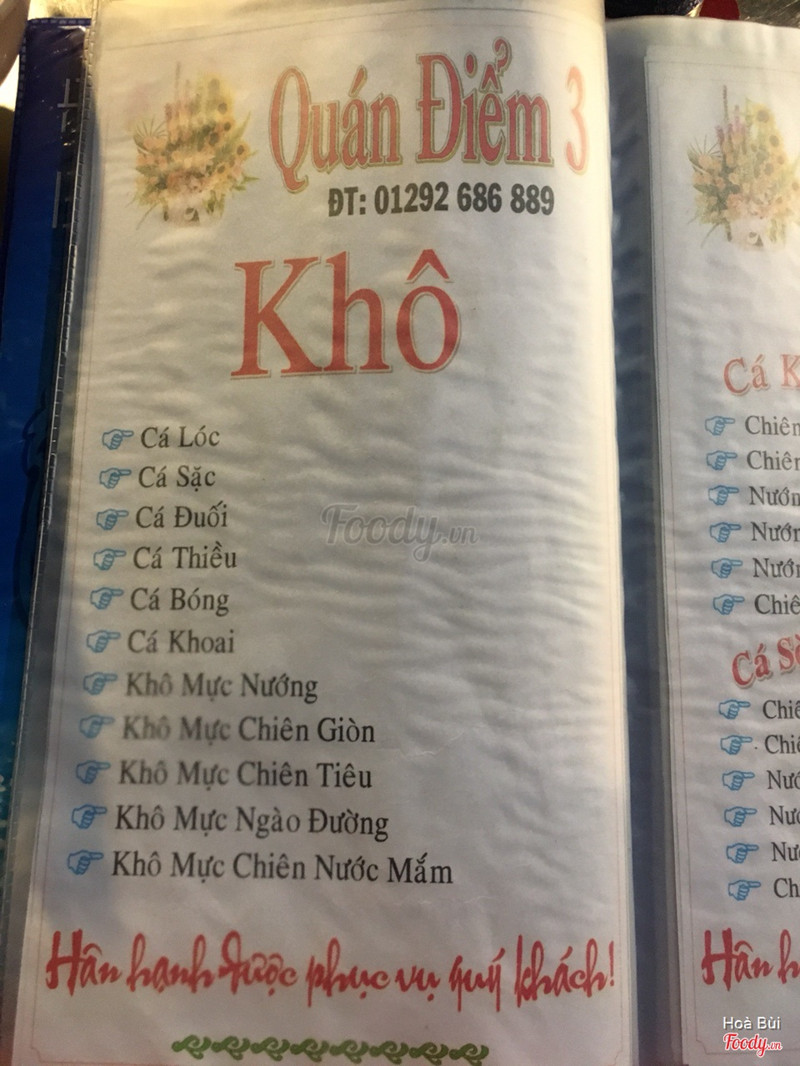 Quán Điểm 3
ĐT: 01292 686 889
Khô
Cá Lóc
Cá Sặc
Cá Đuối
Cá Thiều
Cá Bóng
Cá Khoai
Khô Mực Nướng
Khô Mực Chiên Giòn
Khô Mực Chiên Tiêu
Khô Mực Ngào Đường
Khô Mực Chiên Nước Mắm
Hân hạnh được phục vụ quý khách!
Foody.vn
Cá
Hân
Hoà Bùi
Foody.vn